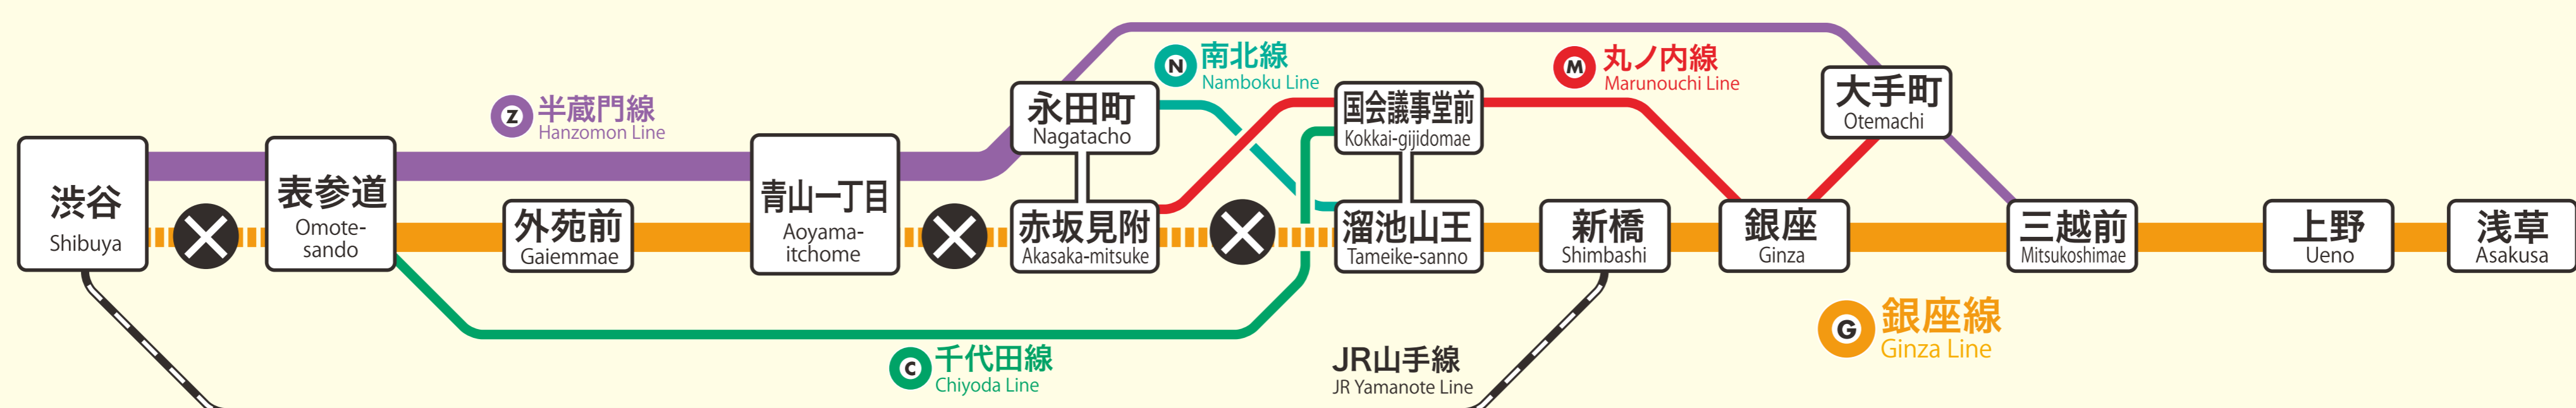 N
南北線
Namboku Line
M
丸ノ内線
Marunouchi Line
Z
半蔵門線
Hanzomon Line
永田町
Nagatacho
国会議事堂前
Kokkai-gijidomae
大手町
Otemachi
渋谷
Shibuya
表参道
Omote-
sando
外苑前
Gaiemmae
青山一丁目
Aoyama-
itchome
赤坂見附
Akasaka-mitsuke
溜池山王
Tameike-sanno
新橋
Shimbashi
銀座
Ginza
三越前
Mitsukoshimae
上野
Ueno
浅草
Asakusa
C
千代田線
Chiyoda Line
JR山手線
JR Yamanote Line
G
銀座線
Ginza Line